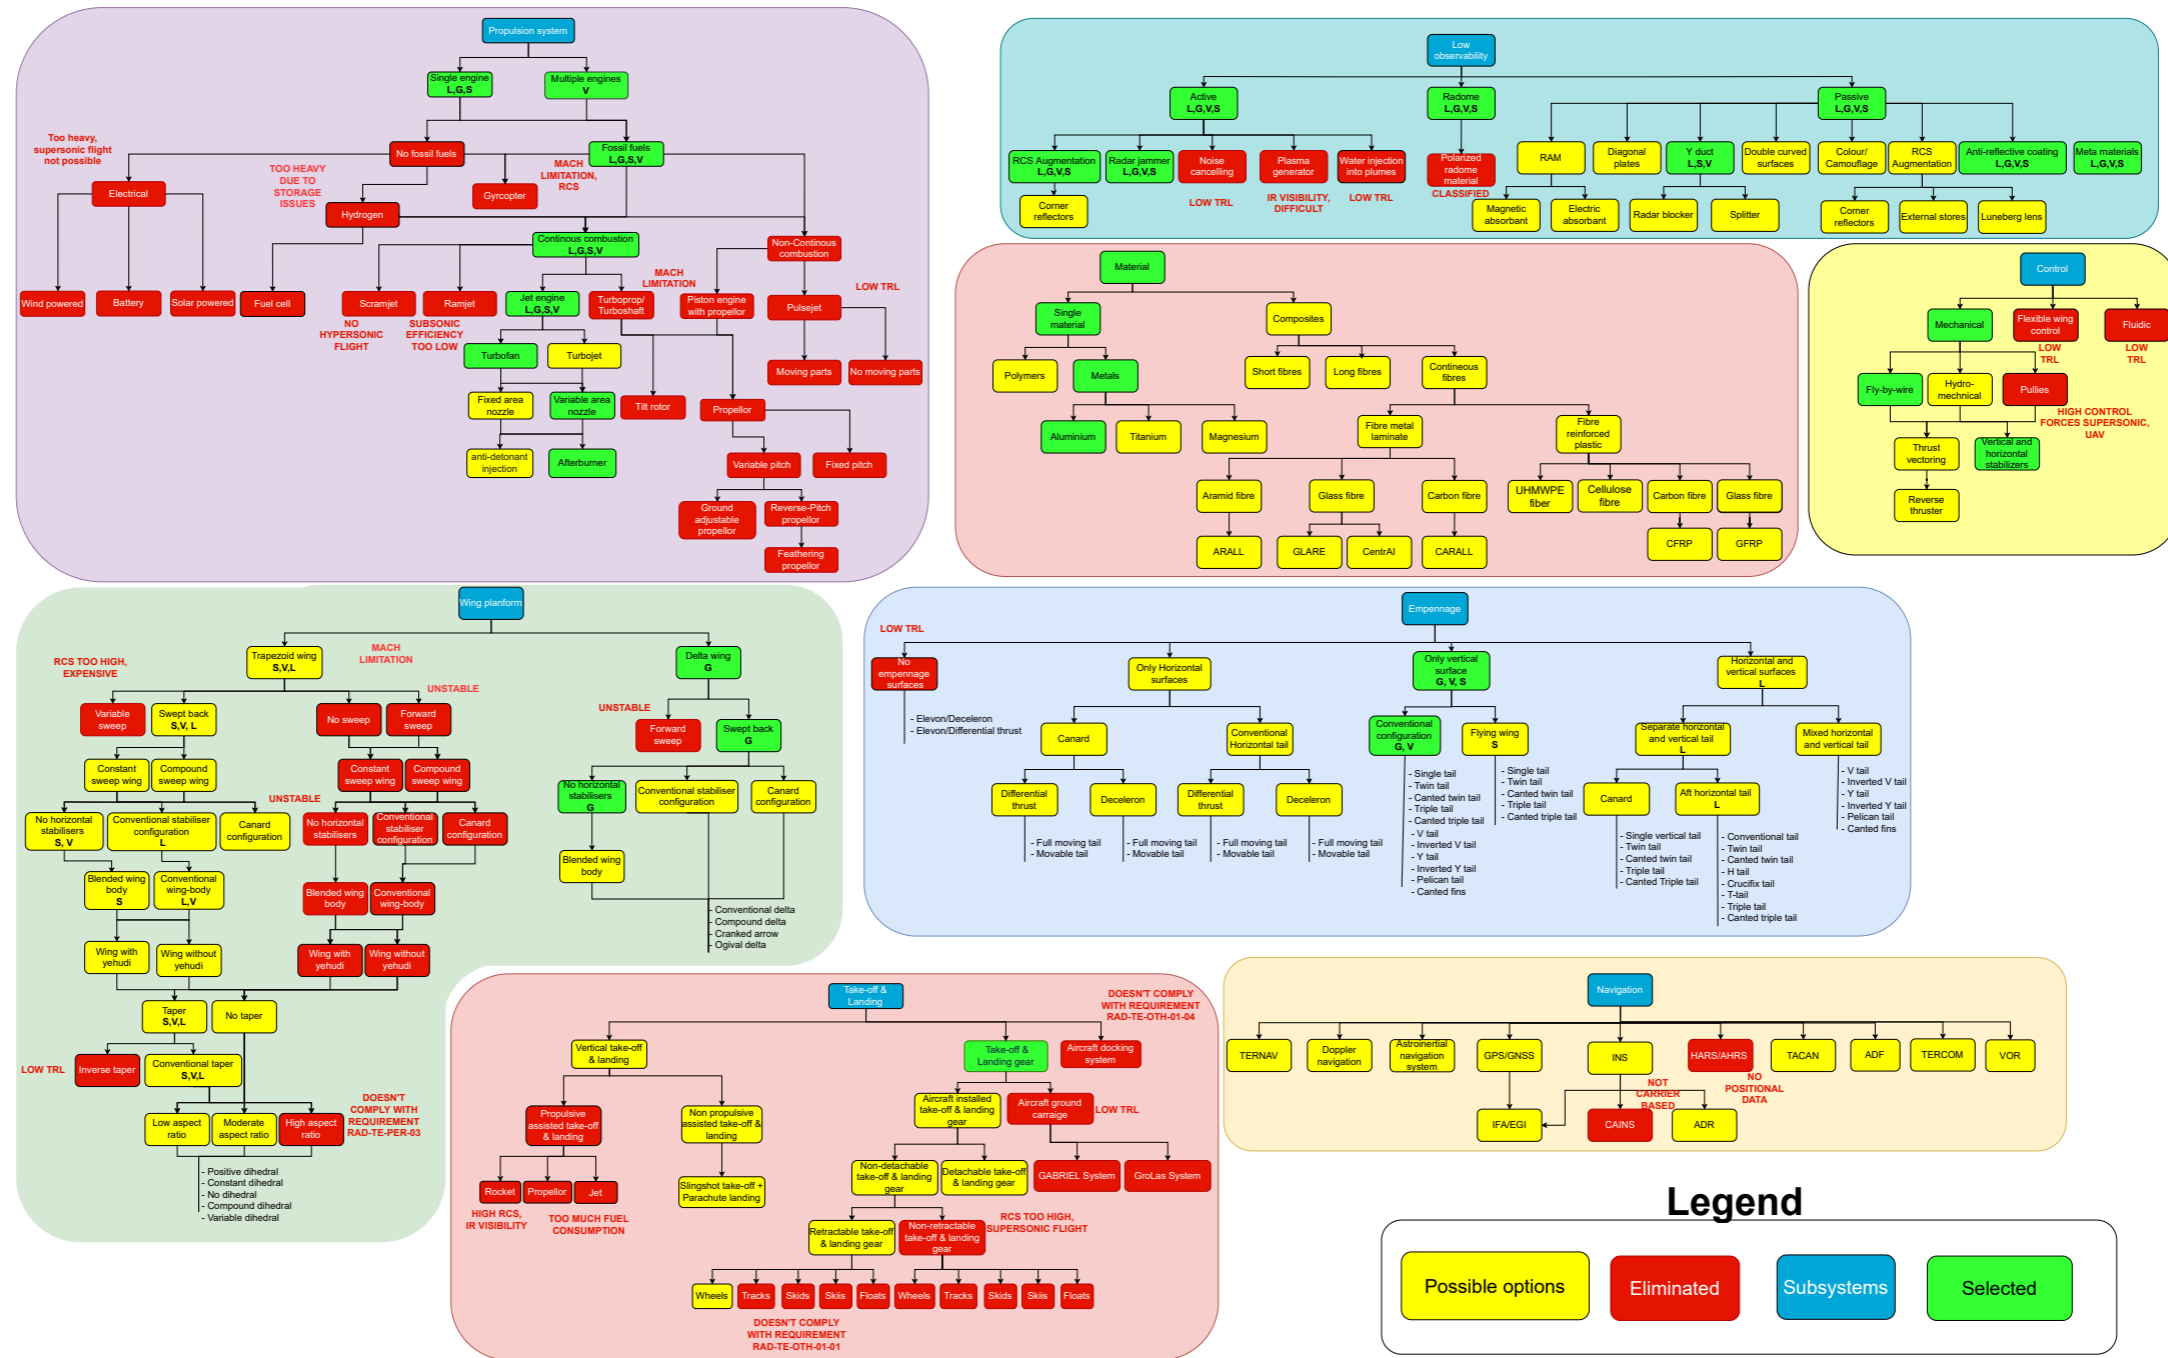 Propulsion system
Single engine
L,G,S
Multiple engines
V
Too heavy,
supersonic flight
not possible
No fossil fuels
Fossil fuels
L,G,S,V
MACH
LIMITATION,
RCS
TOO HEAVY
DUE TO
STORAGE
ISSUES
Electrical
Gyrcopter
Hydrogen
Continous combustion
L,G,S,V
Non-Continous
combustion
MACH
LIMITATION
LOW TRL
Wind powered
Battery
Solar powered
Fuel cell
Scramjet
Ramjet
Jet engine
L,G,S,V
Turboprop/
Turboshaft
Piston engine
with propellor
Pulsejet
NO
HYPERSONIC
FLIGHT
SUBSONIC
EFFICIENCY
TOO LOW
Turbofan
Turbojet
Moving parts
No moving parts
Fixed area
nozzle
Variable area
nozzle
Tilt rotor
Propellor
anti-detonant
injection
Afterburner
Variable pitch
Fixed pitch
Ground
adjustable
propellor
Reverse-Pitch
propellor
Feathering
propellor
Low
observability
Active
L,G,V,S
Radome
L,G,V,S
Passive
L,G,V,S
RCS Augmentation
L,G,V,S
Radar jammer
L,G,V,S
Noise
cancelling
Plasma
generator
Water injection
into plumes
Polarized
radome
material
RAM
Diagonal
plates
Y duct
L,S,V
Double curved
surfaces
Colour/
Camouflage
RCS
Augmentation
Anti-reflective coating
L,G,V,S
Meta materials
L,G,V,S
LOW TRL
IR VISIBILITY,
DIFFICULT
LOW TRL
CLASSIFIED
Corner
reflectors
Magnetic
absorbant
Electric
absorbant
Radar blocker
Splitter
Corner
reflectors
External stores
Luneberg lens
Material
Single
material
Composites
Polymers
Metals
Short fibres
Long fibres
Contineous
fibres
Aluminium
Titanium
Magnesium
Fibre metal
laminate
Fibre
reinforced
plastic
Aramid fibre
Glass fibre
Carbon fibre
UHMWPE
fiber
Cellulose
fibre
Carbon fibre
Glass fibre
ARALL
GLARE
CentrAl
CARALL
CFRP
GFRP
Control
Mechanical
Flexible wing
control
Fluidic
LOW
TRL
LOW
TRL
Fly-by-wire
Hydro-
mechnical
Pullies
HIGH CONTROL
FORCES SUPERSONIC,
UAV
Thrust
vectoring
Vertical and
horizontal
stabilizers
Reverse
thruster
Wing planform
Trapezoid wing
S,V,L
MACH
LIMITATION
Delta wing
G
RCS TOO HIGH,
EXPENSIVE
UNSTABLE
Variable
sweep
Swept back
S,V, L
No sweep
Forward
sweep
UNSTABLE
Forward
sweep
Swept back
G
Constant
sweep wing
Compound
sweep wing
Constant
sweep wing
Compound
sweep wing
UNSTABLE
No horizontal
stabilisers
G
Conventional stabiliser
configuration
Canard
configuration
No horizontal
stabilisers
S, V
Conventional stabiliser
configuration
L
Canard
configuration
No horizontal
stabilisers
Conventional
stabiliser
configuration
Canard
configuration
Blended wing
body
Blended wing
body
S
Conventional
wing-body
L,V
Blended wing
body
Conventional
wing-body
- Conventional delta
- Compound delta
- Cranked arrow
- Ogival delta
Wing with
yehudi
Wing without
yehudi
Wing with
yehudi
Wing without
yehudi
Taper
S,V,L
No taper
LOW TRL
Inverse taper
Conventional taper
S,V,L
DOESN'T
COMPLY WITH
REQUIREMENT
RAD-TE-PER-03
Low aspect
ratio
Moderate
aspect ratio
High aspect
ratio
- Positive dihedral
- Constant dihedral
- No dihedral
- Compound dihedral
- Variable dihedral
Empennage
LOW TRL
No
empennage
surfaces
Only Horizontal
surfaces
Only vertical
surface
G, V, S
Horizontal and
vertical surfaces
L
- Elevon/Deceleron
- Elevon/Differential thrust
Canard
Conventional
Horizontal tail
Conventional
configuration
G, V
Flying wing
S
Separate horizontal
and vertical tail
L
Mixed horizontal
and vertical tail
Differential
thrust
Deceleron
Differential
thrust
Deceleron
- Full moving tail
- Movable tail
- Full moving tail
- Movable tail
- Full moving tail
- Movable tail
- Full moving tail
- Movable tail
- Single tail
- Twin tail
- Canted twin tail
- Triple tail
- Canted triple tail
- V tail
- Inverted V tail
- Y tail
- Inverted Y tail
- Pelican tail
- Canted fins
- Single tail
- Twin tail
- Canted twin tail
- Triple tail
- Canted triple tail
Canard
Aft horizontal tail
L
- Single vertical tail
- Twin tail
- Canted twin tail
- Triple tail
- Canted Triple tail
- Conventional tail
- Twin tail
- Canted twin tail
- H tail
- Crucifix tail
- T-tail
- Triple tail
- Canted triple tail
- V tail
- Inverted V tail
- Y tail
- Inverted Y tail
- Pelican tail
- Canted fins
Take-off &
Landing
DOESN'T COMPLY
WITH REQUIREMENT
RAD-TE-OTH-01-04
Vertical take-off
& landing
Take-off &
Landing gear
Aircraft docking
system
Propulsive
assisted take-off
& landing
Non propulsive
assisted take-off &
landing
Aircraft installed
take-off & landing
gear
Aircraft ground
carraige
LOW TRL
Rocket
Propellor
Jet
Slingshot take-off +
Parachute landing
Non-detachable
take-off & landing
gear
Detachable take-off
& landing gear
GABRIEL System
GroLas System
HIGH RCS,
IR VISIBILITY
TOO MUCH FUEL
CONSUMPTION
Retractable take-off
& landing gear
Non-retractable
take-off & landing
gear
RCS TOO HIGH,
SUPERSONIC FLIGHT
Wheels
Tracks
Skids
Skiis
Floats
Wheels
Tracks
Skids
Skiis
Floats
DOESN'T COMPLY
WITH REQUIREMENT
RAD-TE-OTH-01-01
Navigation
TERNAV
Doppler
navigation
Astroinertial
navigation
system
GPS/GNSS
INS
HARS/AHRS
TACAN
ADF
TERCOM
VOR
NOT
CARRIER
BASED
NO
POSITIONAL
DATA
IFA/EGI
CAINS
ADR
Legend
Possible options
Eliminated
Subsystems
Selected